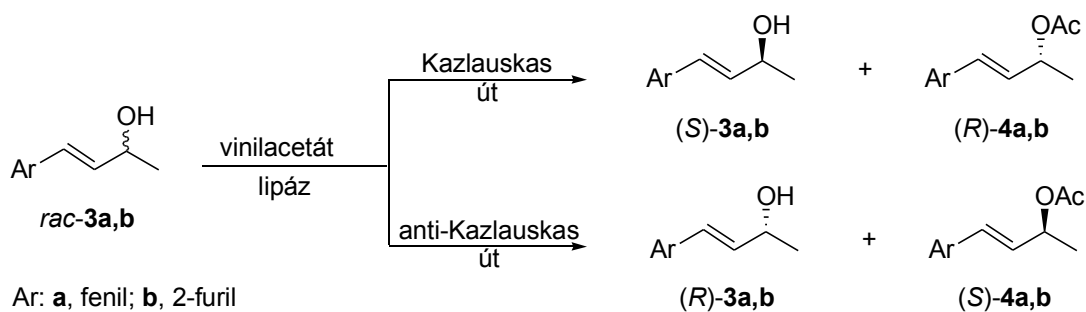 OH
Ar
rac-3a,b
vinilacetát
lipáz
Kazlauskas
út
OH
Ar
(S)-3a,b
+
OAc
Ar
(R)-4a,b
anti-Kazlauskas
út
OH
Ar
(R)-3a,b
+
OAc
Ar
(S)-4a,b
Ar: a, fenil; b, 2-furil